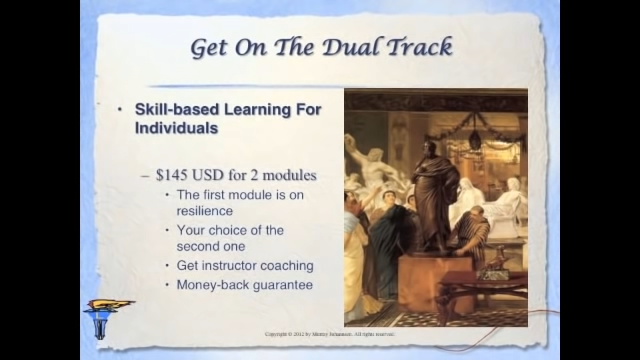 Get On The Dual Track
• Skill-based Learning For
Individuals
– $145 USD for 2 modules
• The first module is on
resilience
• Your choice of the
second one
• Get instructor coaching
• Money-back guarantee
Copyright © 2012 by Murray Johannsen. All rights reserved.